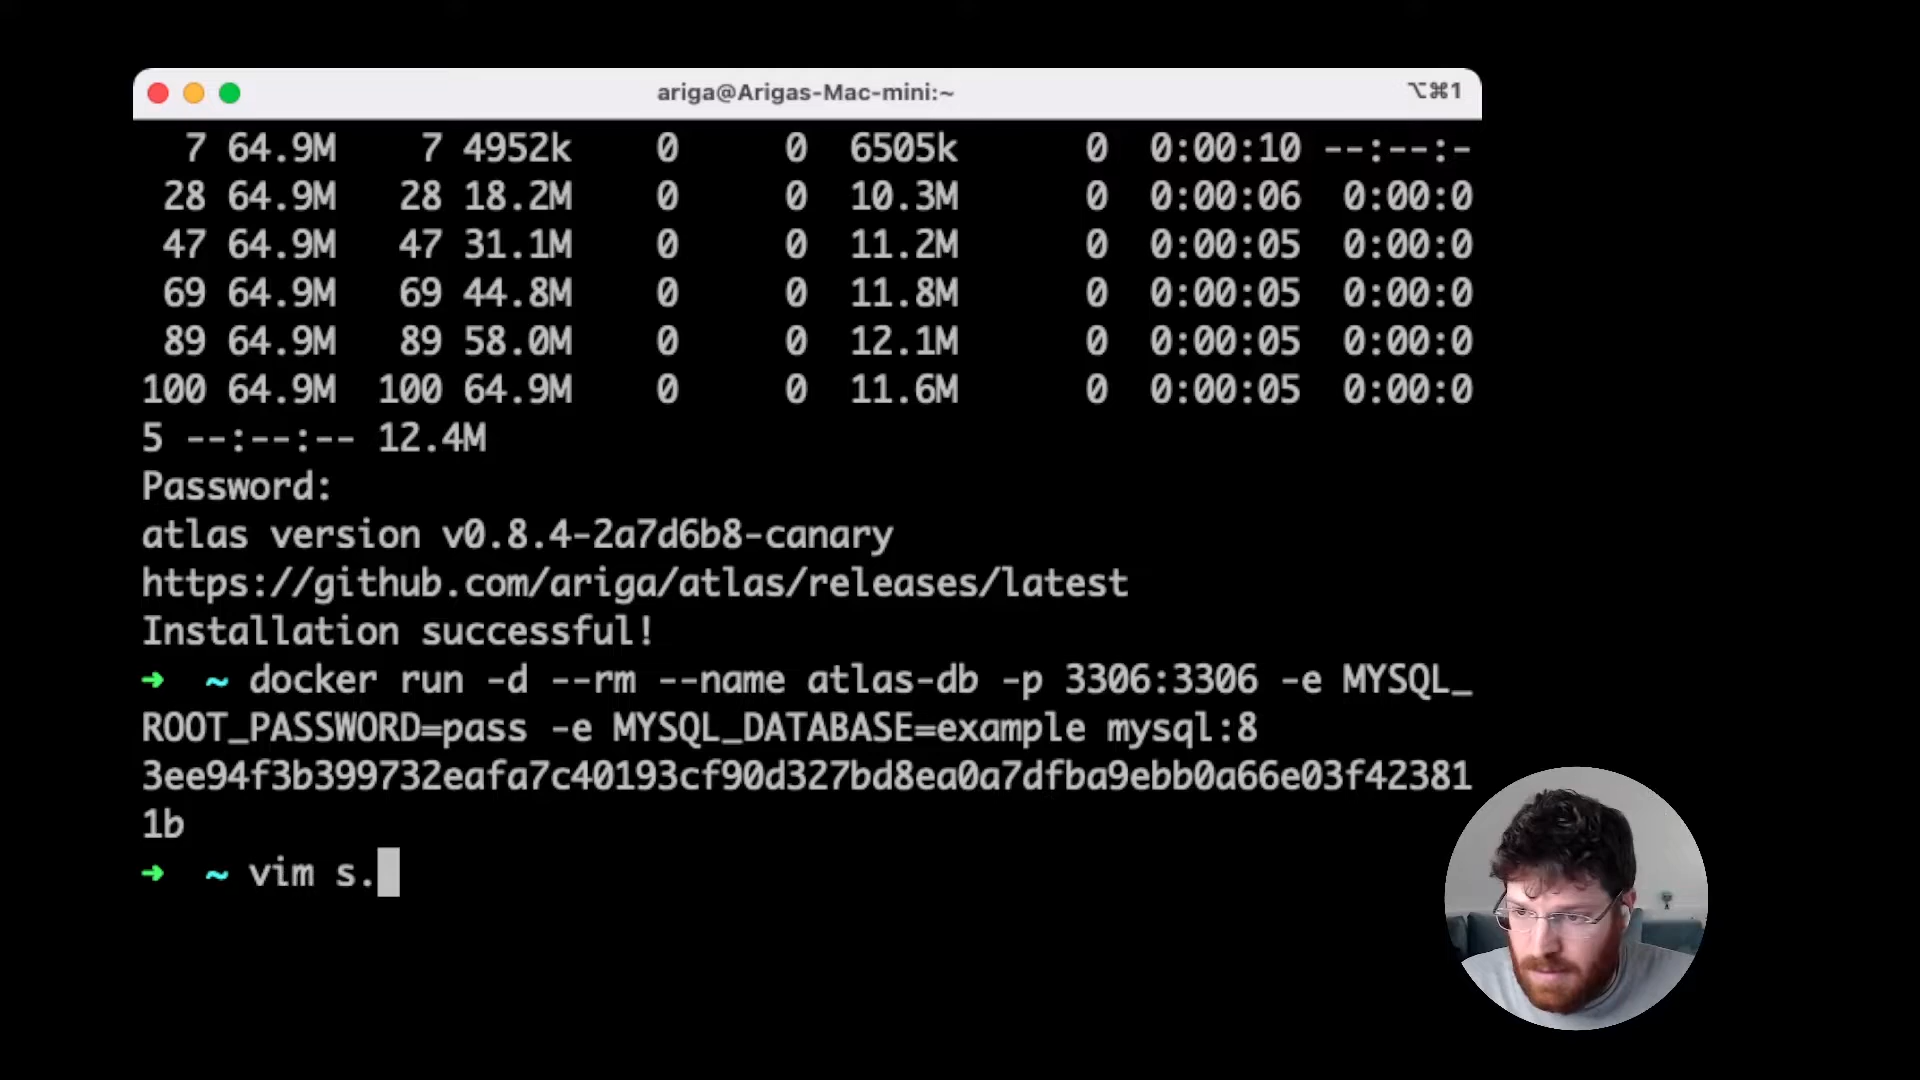 ariga@Arigas-Mac-mini:~ ⌥⌘1
7 64.9M 7 4952k 0 0 6505k 0 0:00:10 --:--:-
28 64.9M 28 18.2M 0 0 10.3M 0 0:00:06 0:00:0
47 64.9M 47 31.1M 0 0 11.2M 0 0:00:05 0:00:0
69 64.9M 69 44.8M 0 0 11.8M 0 0:00:05 0:00:0
89 64.9M 89 58.0M 0 0 12.1M 0 0:00:05 0:00:0
100 64.9M 100 64.9M 0 0 11.6M 0 0:00:05 0:00:0
5 --:--:-- 12.4M
Password:
atlas version v0.8.4-2a7d6b8-canary
https://github.com/ariga/atlas/releases/latest
Installation successful!
➜ ~ docker run -d --rm --name atlas-db -p 3306:3306 -e MYSQL_
ROOT_PASSWORD=pass -e MYSQL_DATABASE=example mysql:8
3ee94f3b399732eafa7c40193cf90d327bd8ea0a7dfba9ebb0a66e03f42381
1b
➜ ~ vim s.